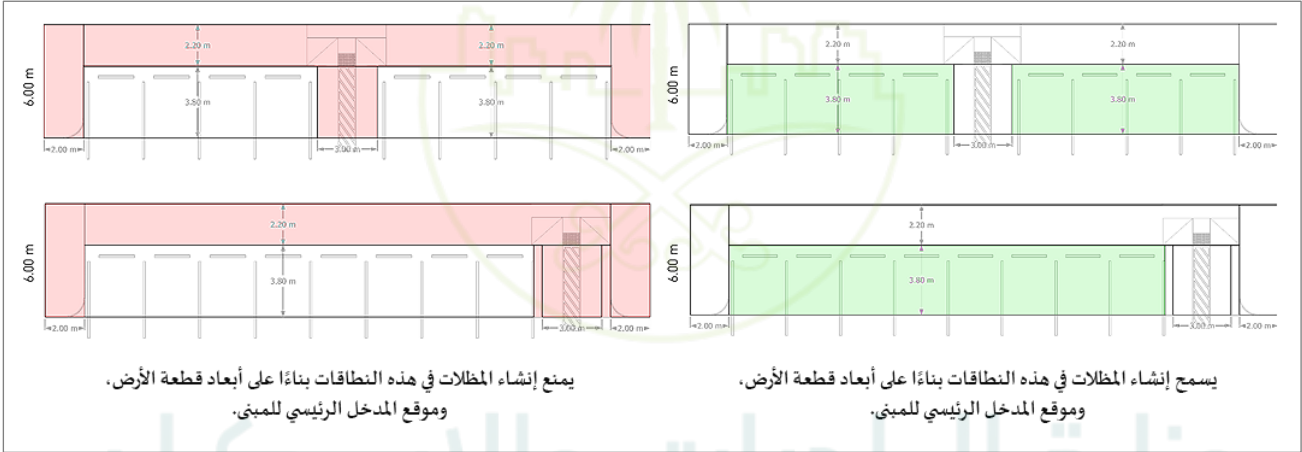 2.20 m
2.20 m
6.00 m
3.80 m
3.80 m
2.00 m
3.00 m
2.00 m
2.20 m
2.20 m
6.00 m
3.80 m
3.80 m
2.00 m
3.00 m
2.00 m
2.20 m
6.00 m
3.80 m
2.00 m
3.00 m
2.00 m
2.20 m
6.00 m
3.80 m
2.00 m
3.00 m
2.00 m
يسمح إنشاء المظلات في هذه النطاقات بناءًا على أبعاد قطعة الأرض،
وموقع المدخل الرئيسي للمبنى.
يمنع إنشاء المظلات في هذه النطاقات بناءًا على أبعاد قطعة الأرض،
وموقع المدخل الرئيسي للمبنى.